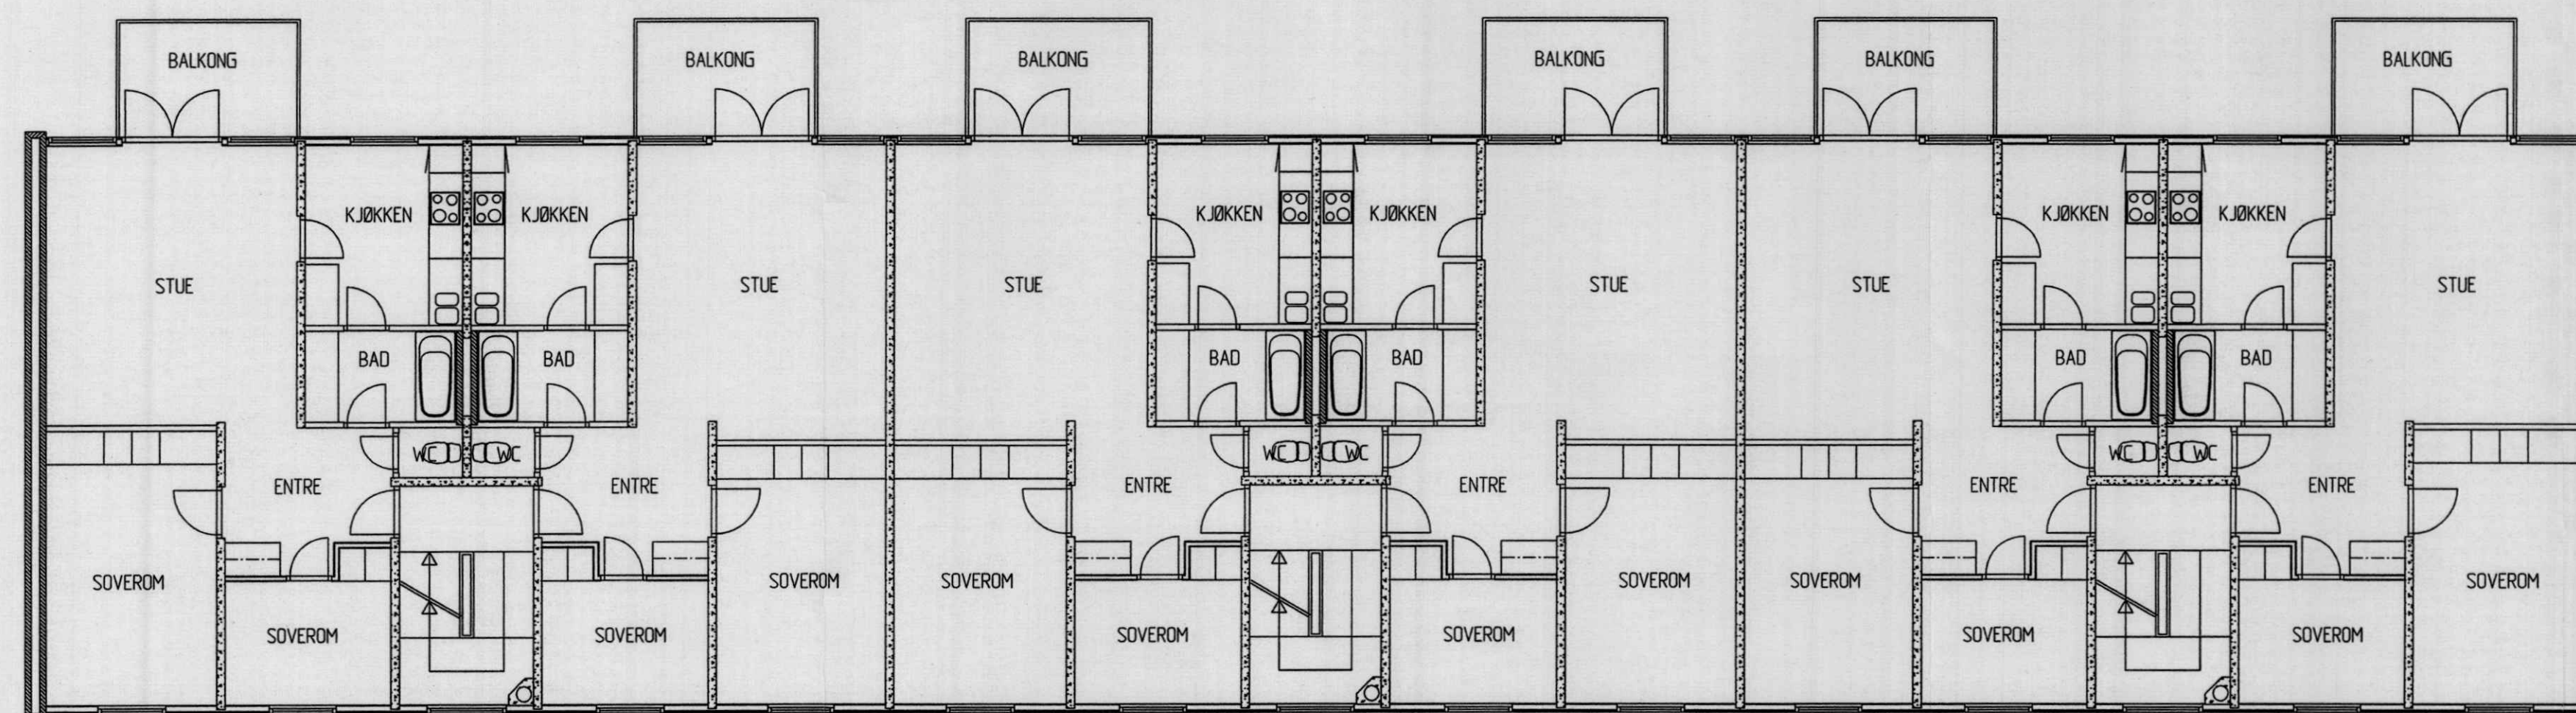 BALKONG BALKONG BALKONG BALKONG BALKONG BALKONG
KJØKKEN KJØKKEN KJØKKEN KJØKKEN KJØKKEN KJØKKEN
STUE STUE STUE STUE STUE STUE
BAD BAD BAD BAD BAD BAD
WC WC WC WC WC WC
ENTRE ENTRE ENTRE ENTRE ENTRE ENTRE
SOVEROM SOVEROM SOVEROM SOVEROM SOVEROM SOVEROM
SOVEROM SOVEROM SOVEROM SOVEROM SOVEROM SOVEROM